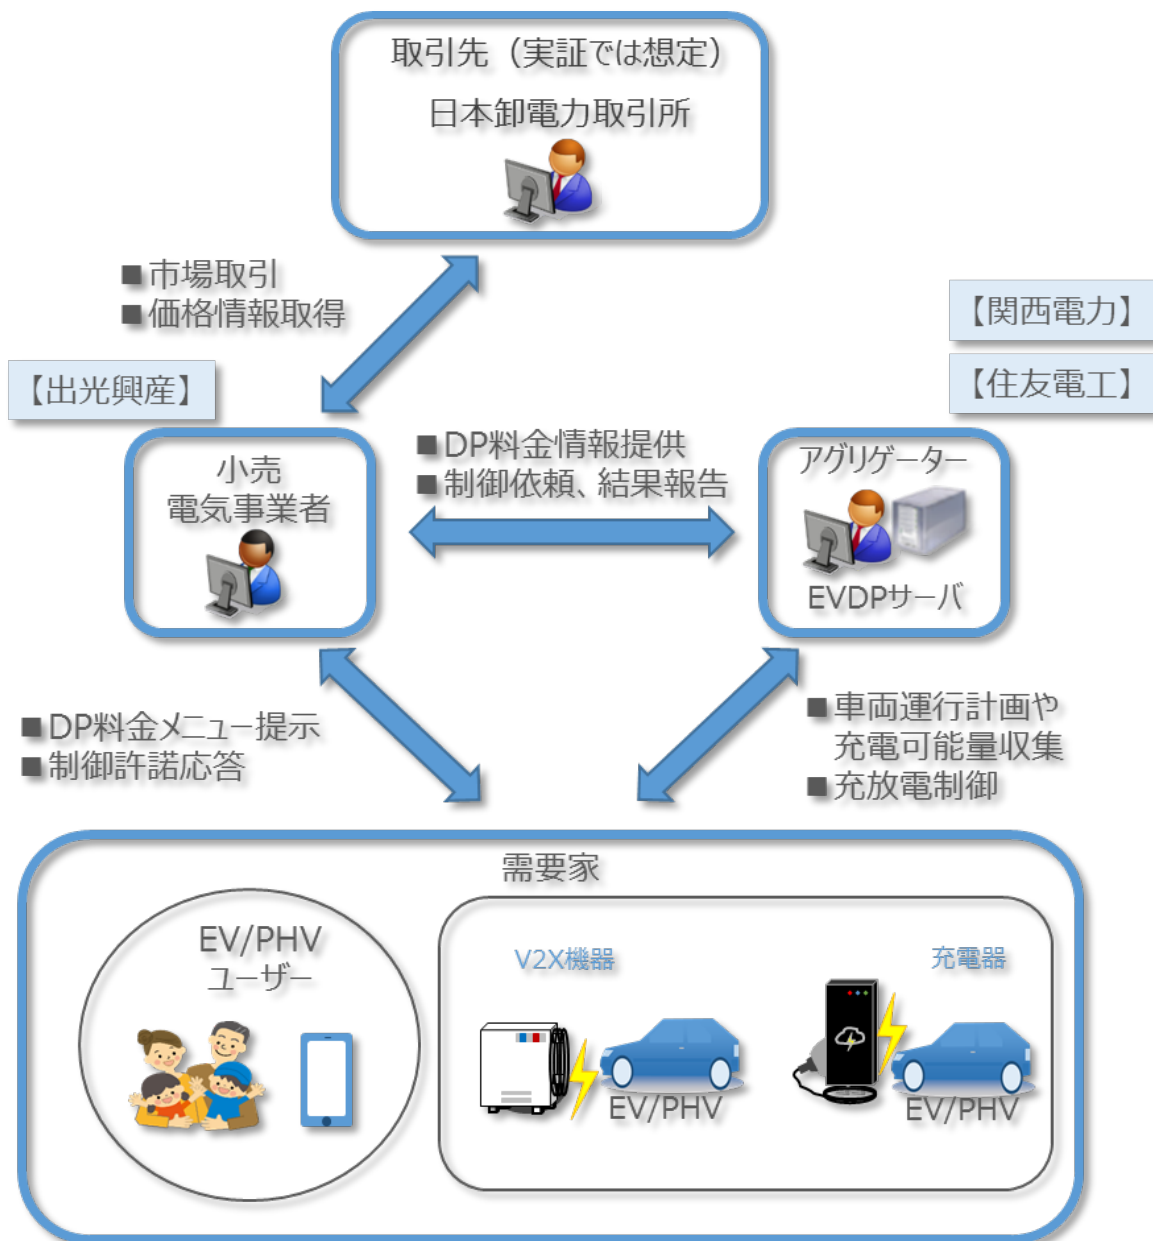 取引先（実証では想定）
日本卸電力取引所
■市場取引
■価格情報取得
【関西電力】
【住友電工】
【出光興産】
小売
電気事業者
■DP料金情報提供
■制御依頼、結果報告
アグリゲーター
EVDPサーバ
■DP料金メニュー提示
■制御許諾応答
■車両運行計画や
充電可能量収集
■充放電制御
需要家
EV/PHV
ユーザー
V2X機器
充電器
EV/PHV
EV/PHV